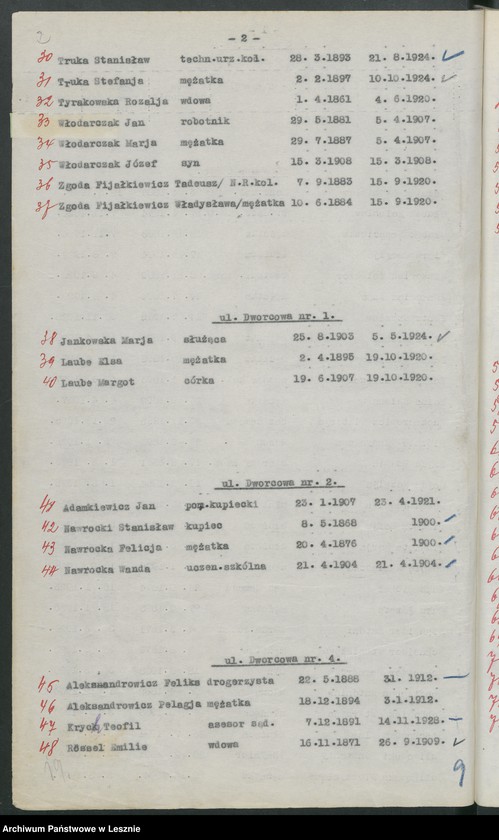 2
- 2 -
30 Truka Stanisław techn.urz.kol. 28. 3.1893 21. 8.1924.
31 Truka Stefanja mężatka 2. 2.1897 10.10.1924.
32 Tyrakowska Rozalja wdowa 1. 4.1861 4. 6.1920.
33 Włodarczak Jan robotnik 29. 5.1881 5. 4.1907.
34 Włodarczak Marja mężatka 29. 7.1887 5. 4.1907.
35 Włodarczak Józef syn 15. 3.1908 15. 3.1908.
36 Zgoda Fijałkiewicz Tadeusz/ N.R.kol. 7. 9.1883 15. 9.1920.
37 Zgoda Fijałkiewicz Władysława/mężatka 10. 6.1884 15. 9.1920.
ul. Dworcowa nr. 1.
38 Jankowska Marja służąca 25. 8.1903 5. 5.1924.
39 Laube Elsa mężatka 2. 4.1895 19.10.1920.
40 Laube Margot córka 19. 6.1907 19.10.1920.
ul. Dworcowa nr. 2.
41 Adamkiewicz Jan pom.kupiecki 23. 1.1907 23. 4.1921.
42 Nawrocki Stanisław kupiec 8. 5.1868 1900.
43 Nawrocka Felicja mężatka 20. 4.1876 1900.
44 Nawrocka Wanda uczen.szkólna 21. 4.1904 21. 4.1904.
ul. Dworcowa nr. 4.
45 Aleksandrowicz Feliks drogerzysta 22. 5.1888 31. 1912.
46 Aleksandrowicz Pelagja mężatka 18.12.1894 3.1.1912.
47 Teofil asesor sąd. 7.12.1891 14.11.1928.
48 Rössel Emilie wdowa 16.11.1871 26. 9.1909.
9
Archiwum Państwowe w Lesznie